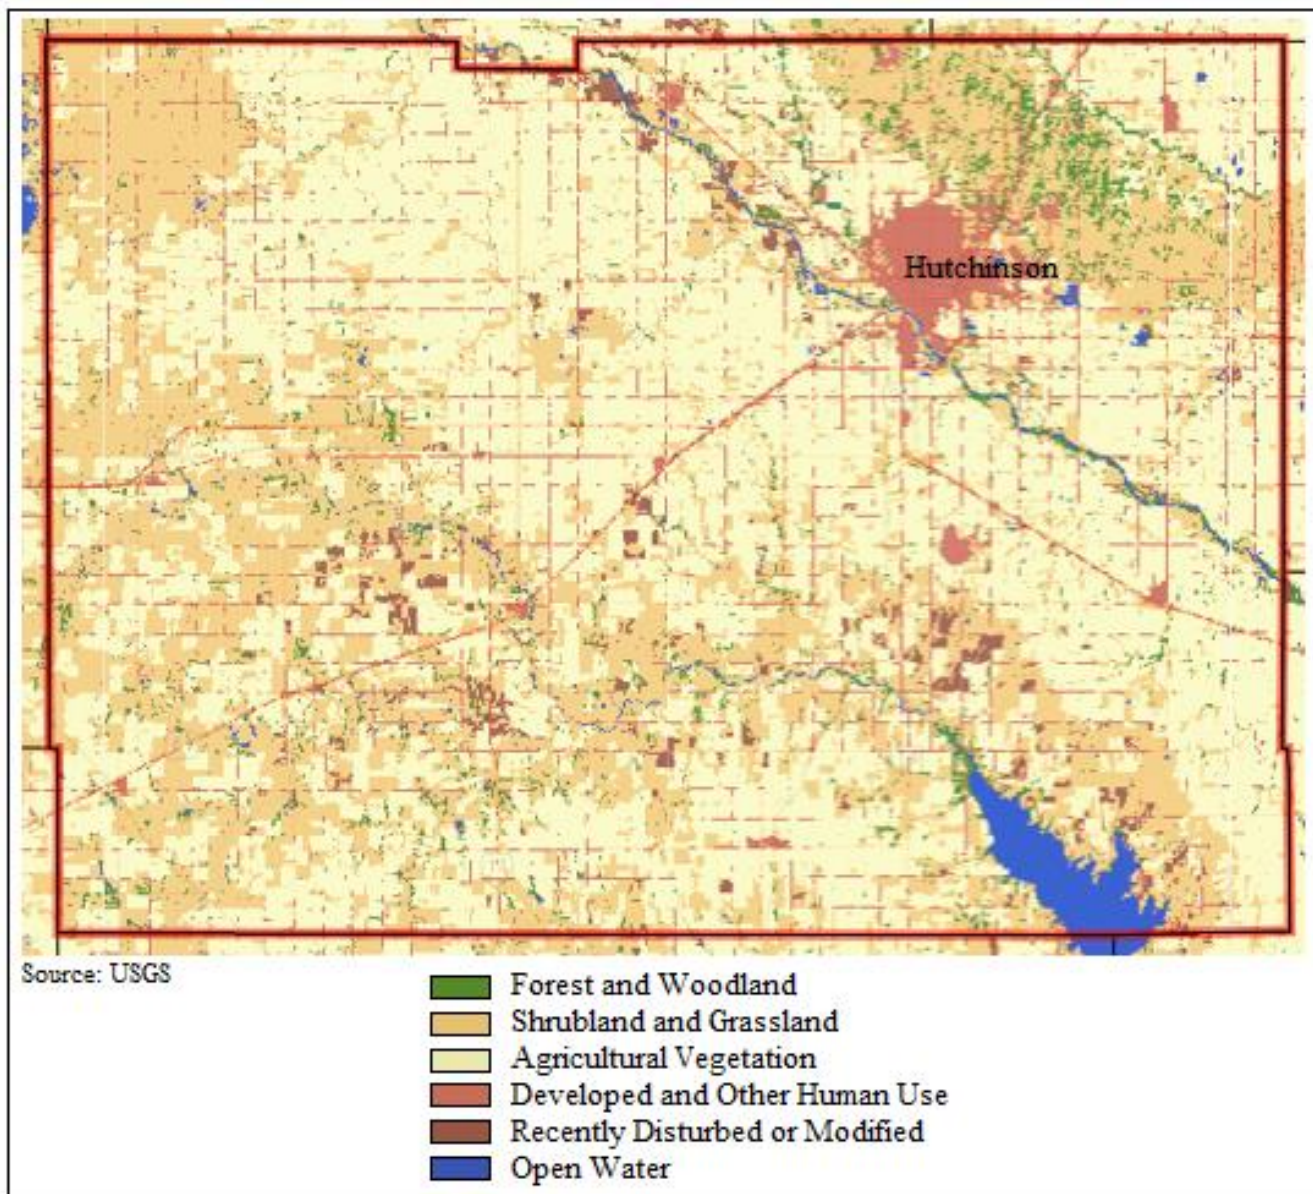 Hutchinson
Source: USGS
Forest and Woodland
Shrubland and Grassland
Agricultural Vegetation
Developed and Other Human Use
Recently Disturbed or Modified
Open Water